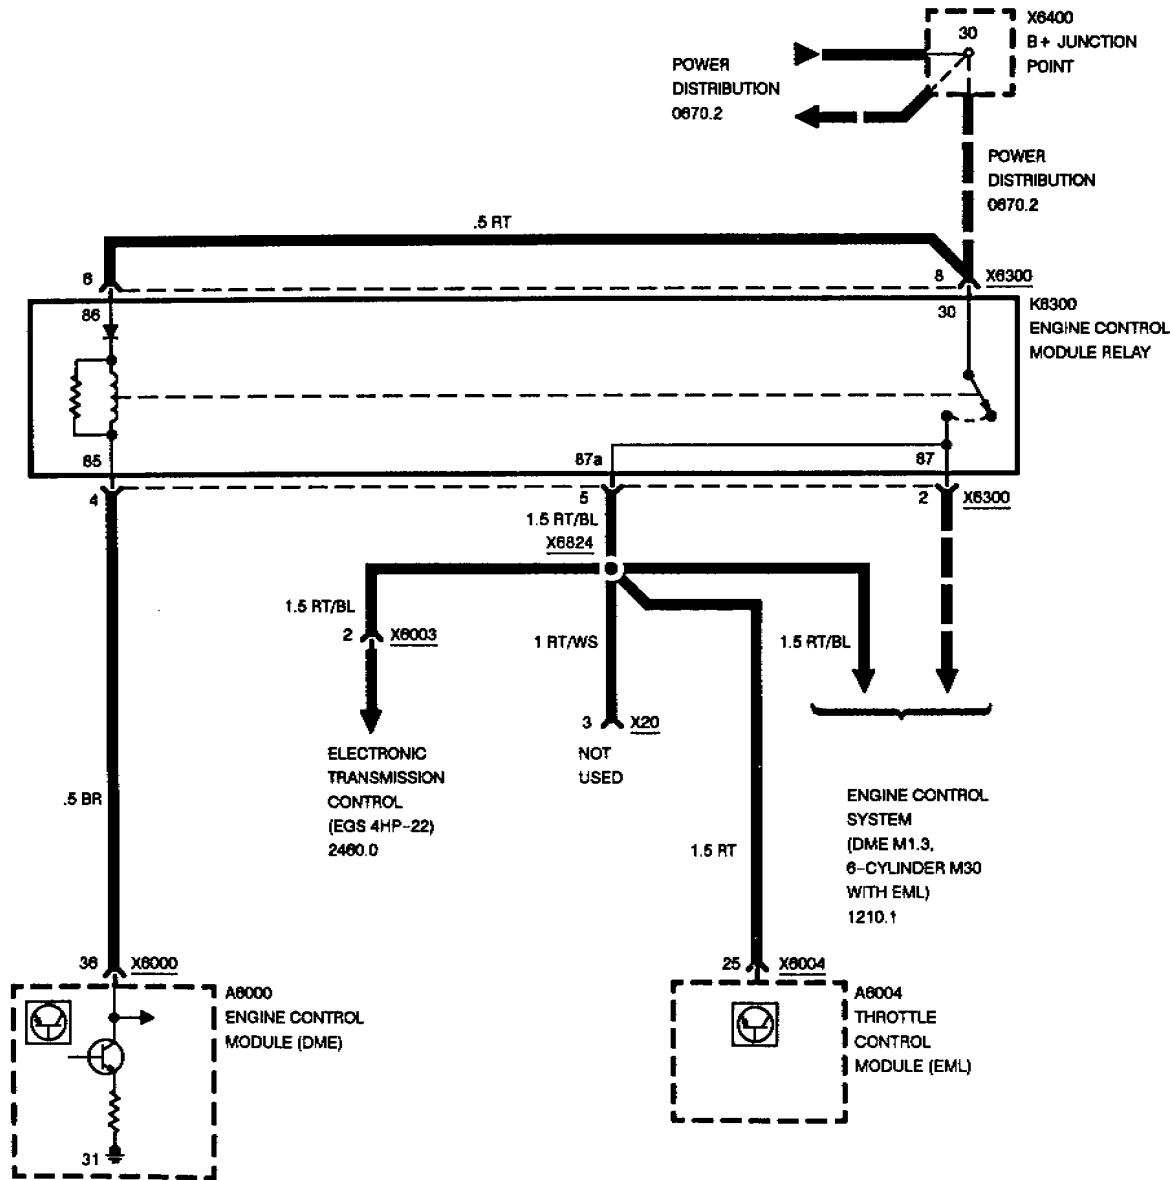 X6400
B+ JUNCTION
POINT
30
POWER
DISTRIBUTION
0670.2
POWER
DISTRIBUTION
0670.2
.5 RT
6
8
X6300
86
30
K6300
ENGINE CONTROL
MODULE RELAY
85
87a
87
4
5
2
X6300
1.5 RT/BL
X6824
1.5 RT/BL
2
X6003
1 RT/WS
1.5 RT/BL
3
X20
NOT
USED
ELECTRONIC
TRANSMISSION
CONTROL
(EGS 4HP-22)
2460.0
.5 BR
ENGINE CONTROL
SYSTEM
(DME M1.3,
6-CYLINDER M30
WITH EML)
1210.1
1.5 RT
36
X6000
25
X6004
A6000
ENGINE CONTROL
MODULE (DME)
A6004
THROTTLE
CONTROL
MODULE (EML)
31